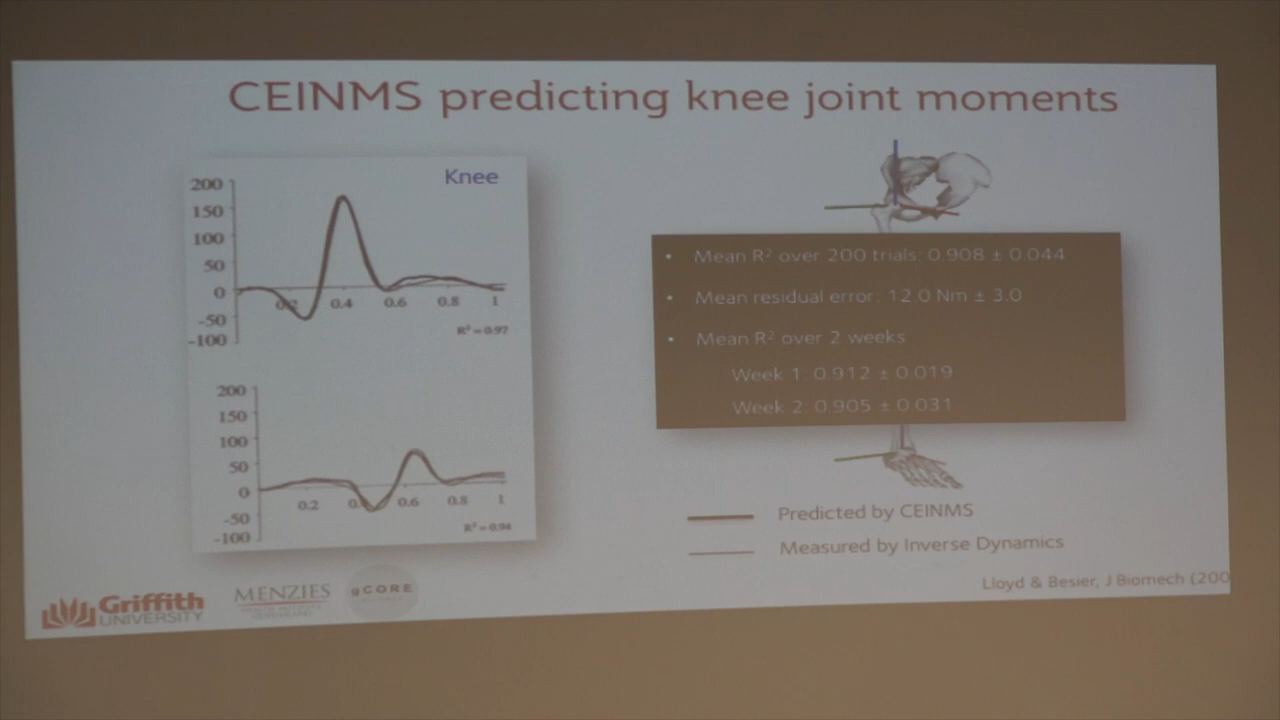 CEINMS predicting knee joint moments
Knee
200
150
100
50
0
-50
-100
0.2 0.4 0.6 0.8 1
R² = 0.97
200
150
100
50
0
-50
-100
0.2 0.6 0.8 1
R² = 0.94
• Mean R² over 200 trials: 0.908 ± 0.044
• Mean residual error: 12.0 Nm ± 3.0
• Mean R² over 2 weeks
Week 1: 0.912 ± 0.019
Week 2: 0.905 ± 0.031
Predicted by CEINMS
Measured by Inverse Dynamics
Lloyd & Besier, J Biomech (200
Griffith
UNIVERSITY
MENZIES
gCORE